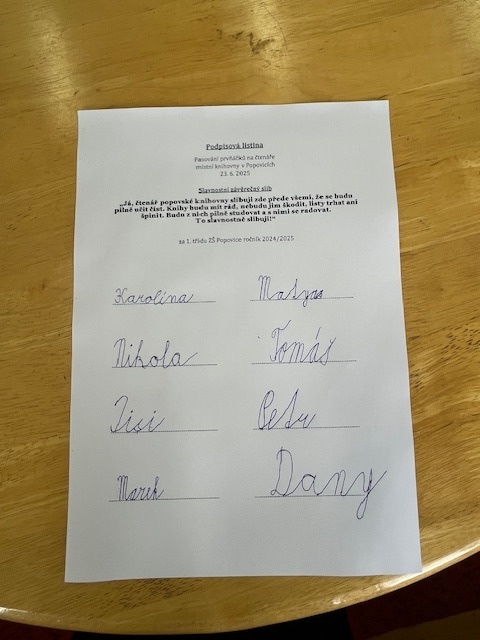 Podpisová listina
Pasování prvňáčků na čtenáře
místní knihovny v Popovicích
23. 6. 2025
Slavnostní závěrečný slib
„Já, čtenář popovské knihovny slibuji zde přede všemi, že se budu
pilně učit číst. Knihy budu mít rád, nebudu jim škodit, listy trhat ani
špinit. Budu z nich pilně studovat a s nimi se radovat.
To slavnostně slibuji!“
za 1. třídu ZŠ Popovice ročník 2024/2025
Karolína
Matyas
Nikola
Tomáš
Petr
Marek
Dany